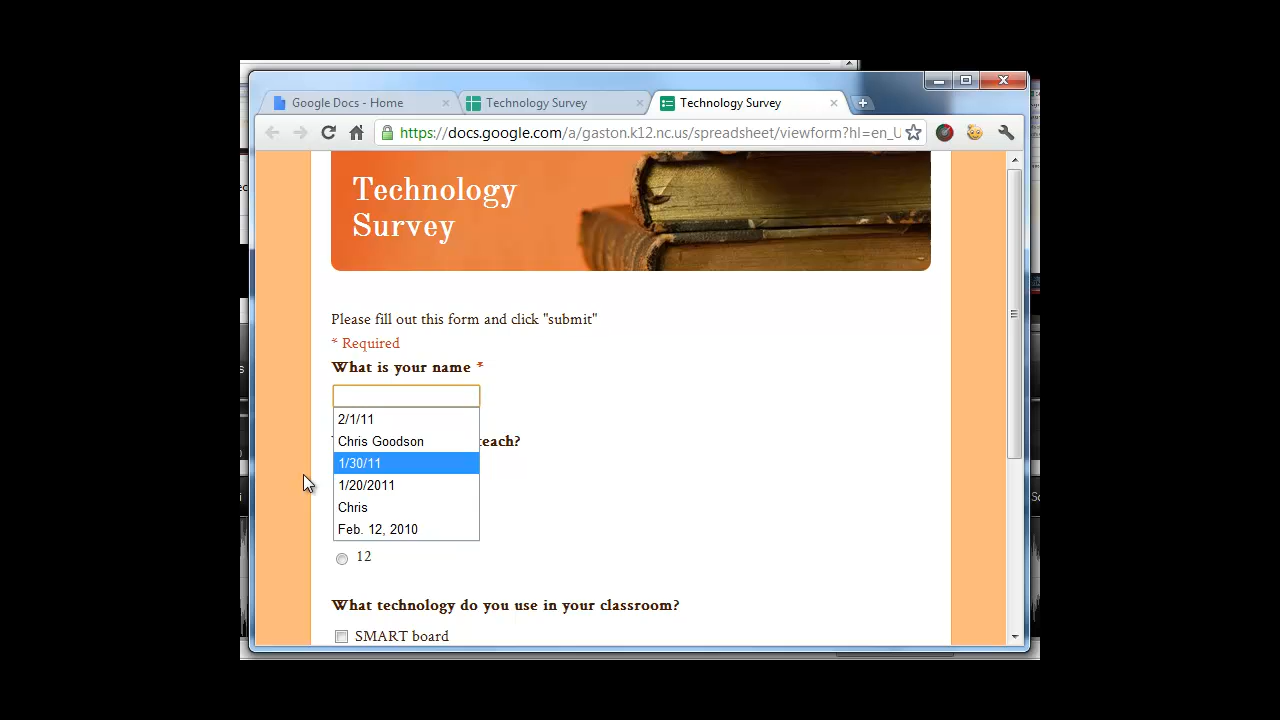 Google Docs - Home
Technology Survey
Technology Survey
https://docs.google.com/a/gaston.k12.nc.us/spreadsheet/viewform?hl=en_U
Technology
Survey
Please fill out this form and click "submit"
* Required
What is your name *
2/1/11
Chris Goodson
each?
1/30/11
1/20/2011
Chris
Feb. 12, 2010
12
What technology do you use in your classroom?
SMART board